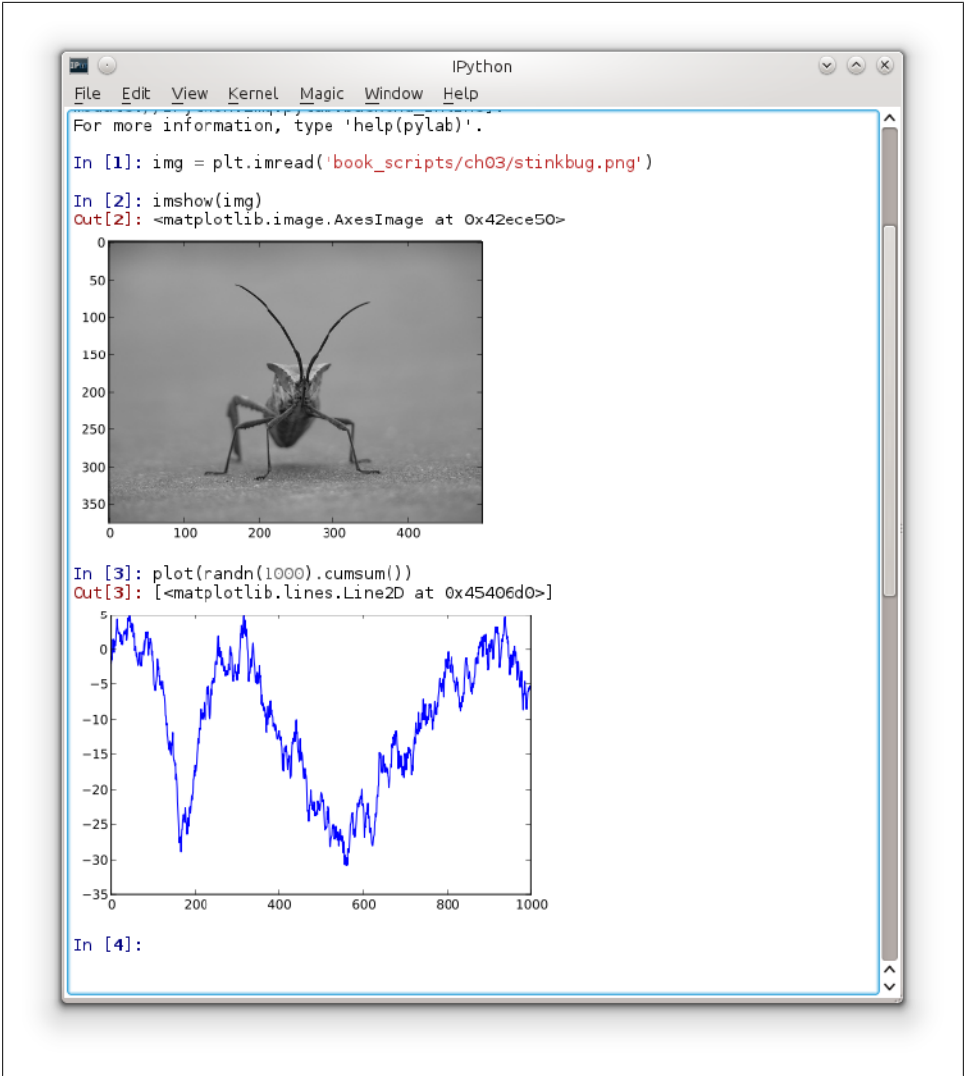 IPython
File Edit View Kernel Magic Window Help
For more information, type 'help(pylab)'.
In [1]: img = plt.imread('book_scripts/ch03/stinkbug.png')
In [2]: imshow(img)
Out[2]: <matplotlib.image.AxesImage at 0x42ece50>
0
50
100
150
200
250
300
350
0 100 200 300 400
In [3]: plot(randn(1000).cumsum())
Out[3]: [<matplotlib.lines.Line2D at 0x45406d0>]
5
0
−5
−10
−15
−20
−25
−30
−35
0 200 400 600 800 1000
In [4]: